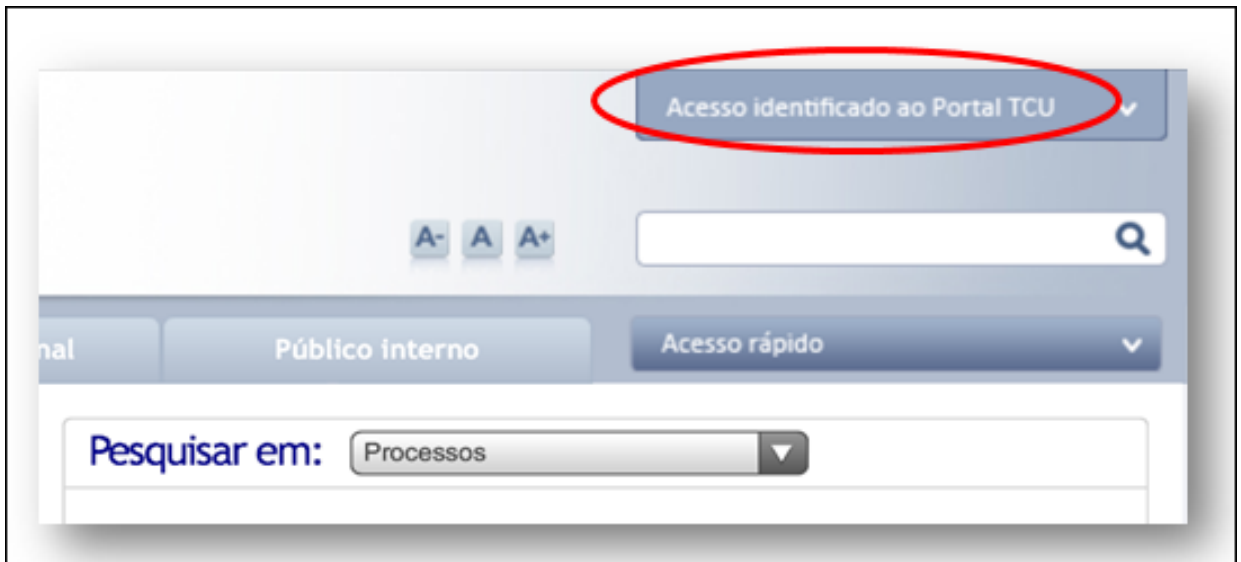 Acesso identificado ao Portal TCU
A- A A+
nal Público interno Acesso rápido
Pesquisar em: Processos